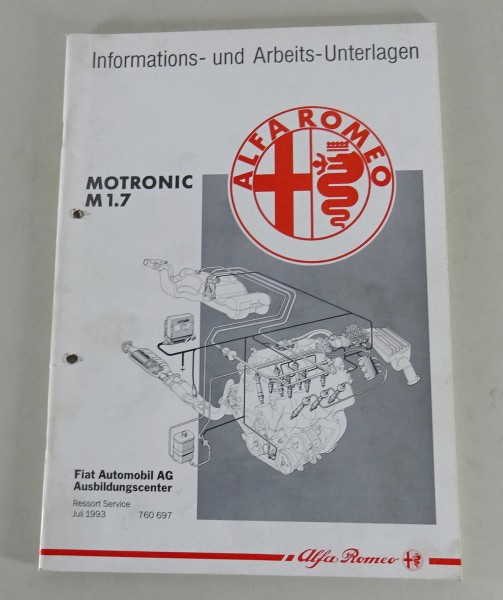 Informations- und Arbeits-Unterlagen
ALFA ROMEO
MOTRONIC
M 1.7
Fiat Automobil AG
Ausbildungscenter
Ressort Service
Juli 1993 760 697
Alfa Romeo